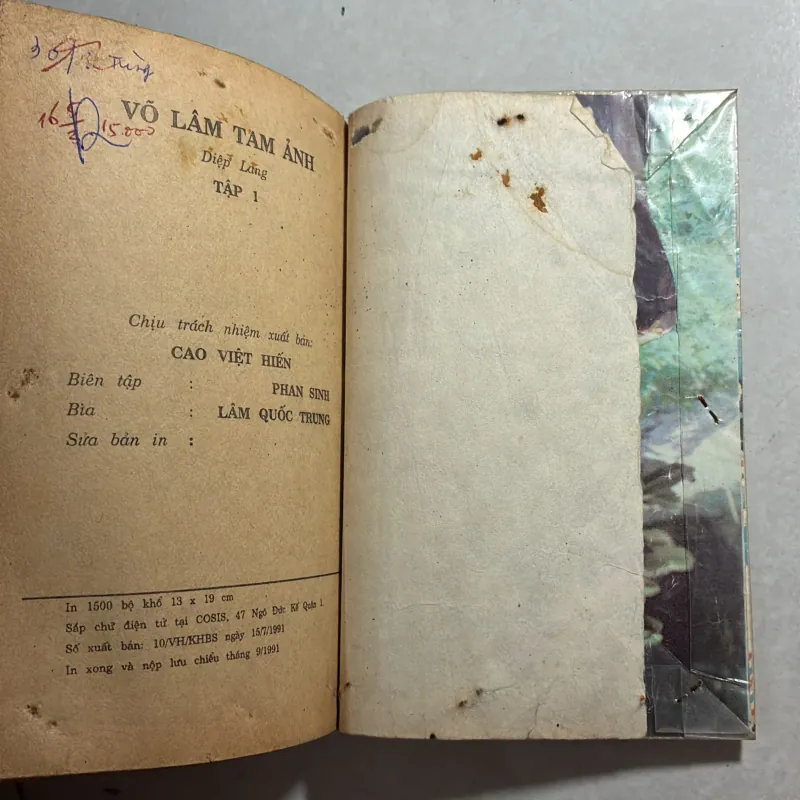 15.000
VÕ LÂM TAM ẢNH
Diệp Lang
TẬP 1
Chịu trách nhiệm xuất bản:
CAO VIỆT HIẾN
Biên tập : PHAN SINH
Bìa : LÂM QUỐC TRUNG
Sửa bản in :
In 1500 bộ khổ 13 x 19 cm
Sắp chữ điện tử tại COSIS, 47 Ngô Đức Kế Quận 1.
Số xuất bản: 10/VH/KHBS ngày 15/7/1991
In xong và nộp lưu chiểu tháng 9/1991